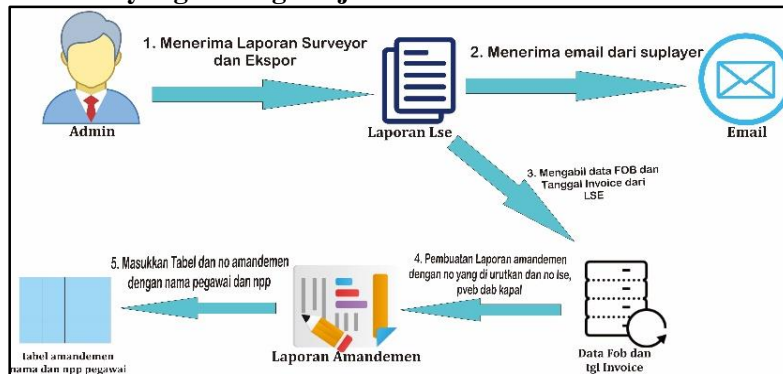 1. Menerima Laporan Surveyor
dan Ekspor
2. Menerima email dari suplayer
Admin
Laporan Lse
Email
3. Mengabil data FOB dan
Tanggal Invoice dari
LSE
5. Masukkan Tabel dan no amandemen
dengan nama pegawai dan npp
4. Pembuatan Laporan amandemen
dengan no yang di urutkan dan no lse,
pveb dab kapal
tabel amandemen
nama dan npp pegawai
Laporan Amandemen
Data Fob dan
tgl Invoice